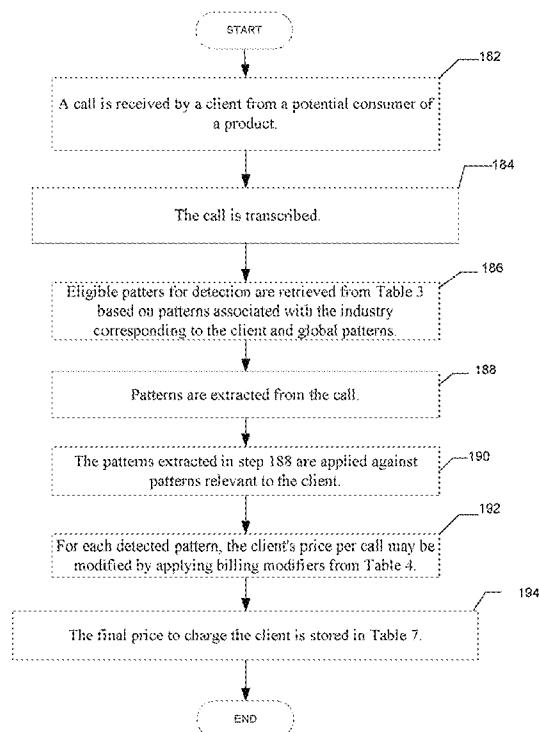 START
182
A call is received by a client from a potential consumer of
a product.
184
The call is transcribed.
186
Eligible patters for detection are retrieved from Table 3
based on patterns associated with the industry
corresponding to the client and global patterns.
188
Patterns are extracted from the call.
190
The patterns extracted in step 188 are applied against
patterns relevant to the client.
192
For each detected pattern, the client's price per call may be
modified by applying billing modifiers from Table 4.
194
The final price to charge the client is stored in Table 7.
END